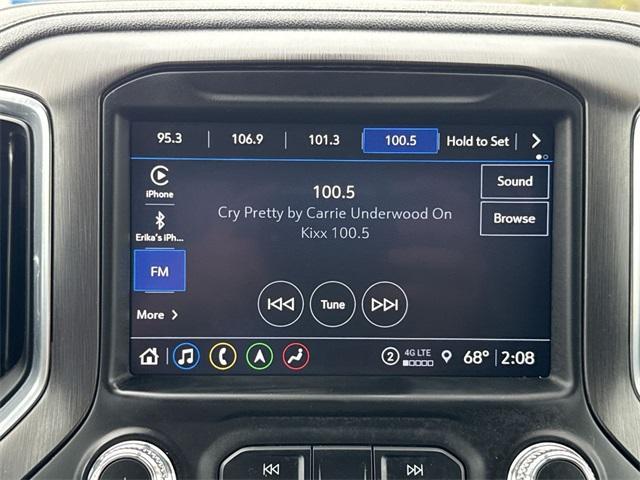 95.3 106.9 101.3 100.5 Hold to Set
iPhone
100.5
Sound
Cry Pretty by Carrie Underwood On
Kixx 100.5
Browse
Erika's iPh...
FM
Tune
More
2 4G LTE 68° 2:08